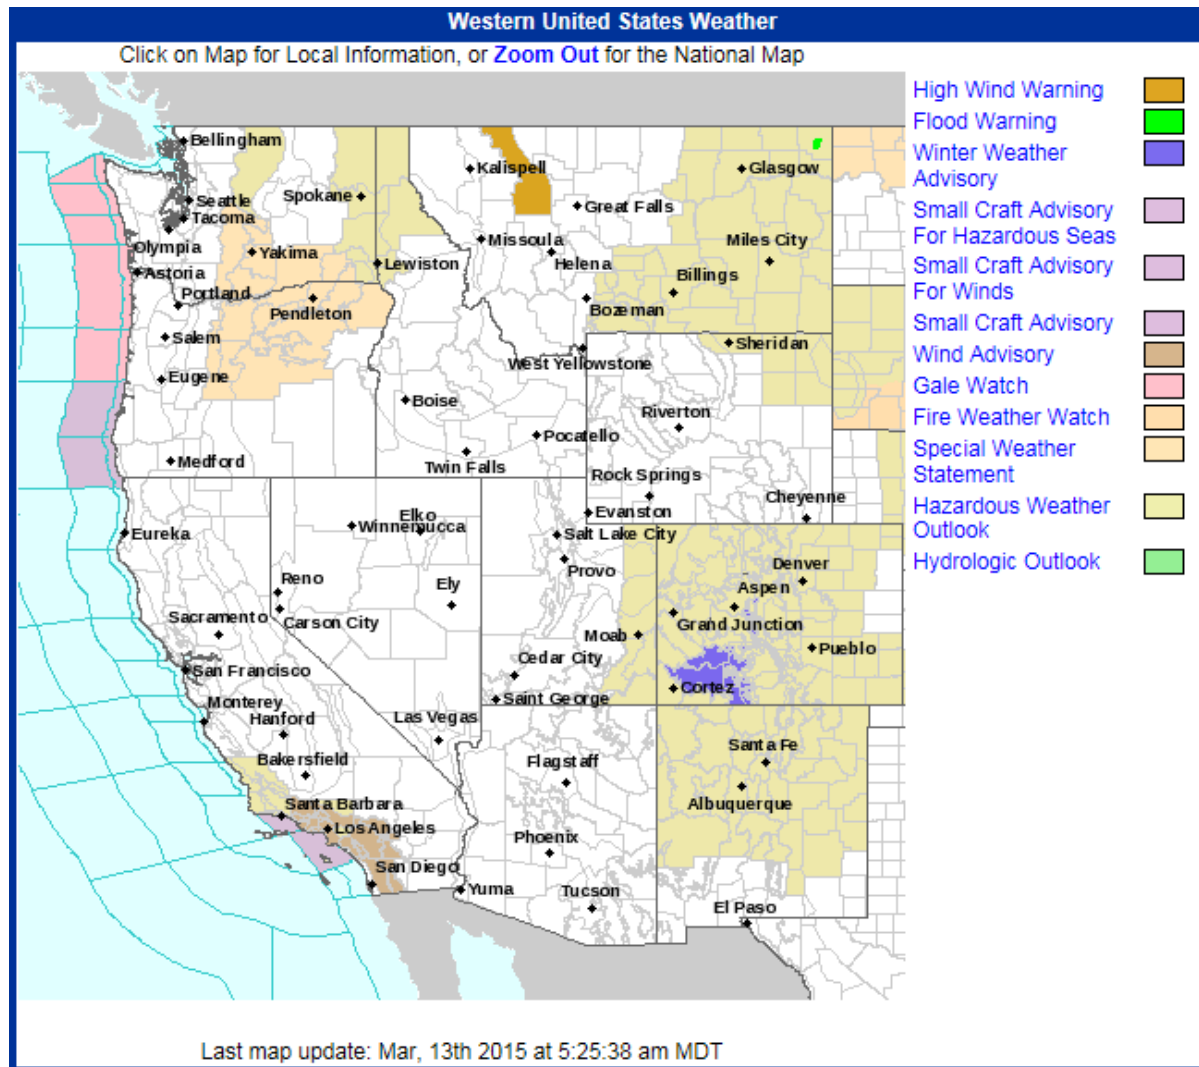 Western United States Weather
Click on Map for Local Information, or Zoom Out for the National Map
High Wind Warning
Flood Warning
Winter Weather
Advisory
Small Craft Advisory
For Hazardous Seas
Small Craft Advisory
For Winds
Small Craft Advisory
Wind Advisory
Gale Watch
Fire Weather Watch
Special Weather
Statement
Hazardous Weather
Outlook
Hydrologic Outlook
Bellingham
Kalispell
Glasgow
Spokane
Seattle
Great Falls
Tacoma
Olympia
Yakima
Missoula
Miles City
Lewiston
Helena
Astoria
Billings
Portland
Pendleton
Bozeman
Salem
Sheridan
West Yellowstone
Eugene
Boise
Riverton
Pocatello
Medford
Twin Falls
Rock Springs
Cheyenne
Evanston
Elko
Winnemucca
Eureka
Salt Lake City
Provo
Denver
Reno
Ely
Aspen
Sacramento
Carson City
Grand Junction
Moab
Pueblo
Cedar City
San Francisco
Cortez
Saint George
Monterey
Hanford
Las Vegas
Santa Fe
Bakersfield
Flagstaff
Santa Barbara
Albuquerque
Los Angeles
Phoenix
San Diego
Yuma
Tucson
El Paso
Last map update: Mar, 13th 2015 at 5:25:38 am MDT